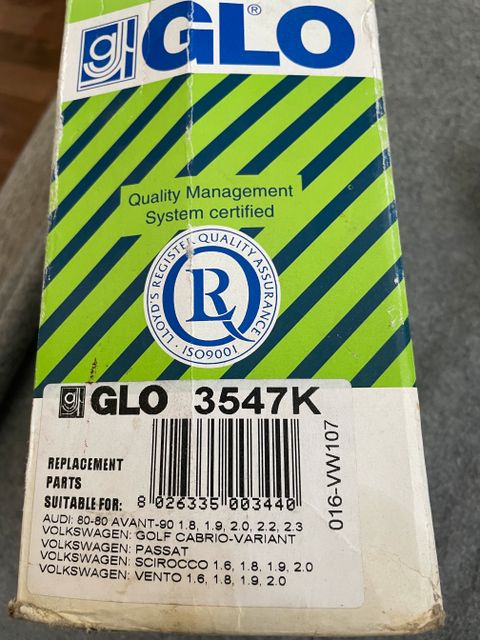 gl GLO®
Quality Management
System certified
LLOYD'S REGISTER QUALITY ASSURANCE
LRQ
· ISO9001 ·
gl GLO 3547K
REPLACEMENT
PARTS
SUITABLE FOR:
8 026335 003440
016-VW107
AUDI: 80-80 AVANT-90 1.8, 1.9, 2.0, 2.2, 2.3
VOLKSWAGEN: GOLF CABRIO-VARIANT
VOLKSWAGEN: PASSAT
VOLKSWAGEN: SCIROCCO 1.6, 1.8, 1.9, 2.0
VOLKSWAGEN: VENTO 1.6, 1.8, 1.9, 2.0